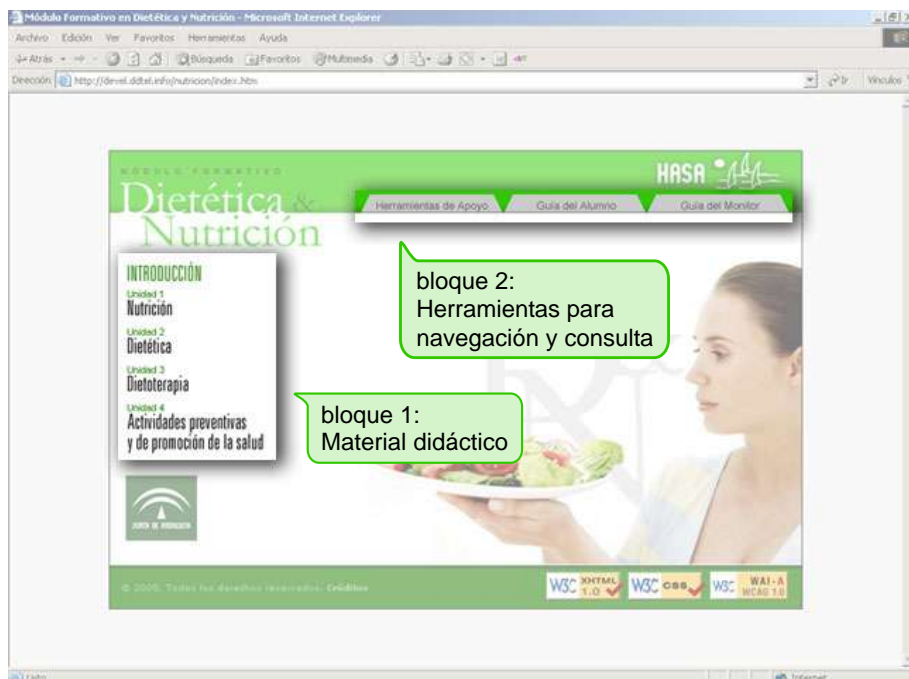 Módulo Formativo en Dietética y Nutrición - Microsoft Internet Explorer
Archivo Edición Ver Favoritos Herramientas Ayuda
Atrás Búsqueda Favoritos Multimedia
Dirección http://devel.ddtel.info/nutricion/index.htm Vínculos
MÓDULO FORMATIVO
Dietética &
Nutrición
HASA
Herramientas de Apoyo Guía del Alumno Guía del Monitor
bloque 2:
Herramientas para
navegación y consulta
INTRODUCCIÓN
Unidad 1
Nutrición
Unidad 2
Dietética
Unidad 3
Dietoterapia
Unidad 4
Actividades preventivas
y de promoción de la salud
bloque 1:
Material didáctico
JUNTA DE ANDALUCIA
© 2005. Todos los derechos reservados. Créditos
W3C XHTML 1.0 W3C CSS W3C WAI-A WCAG 1.0
Listo Internet